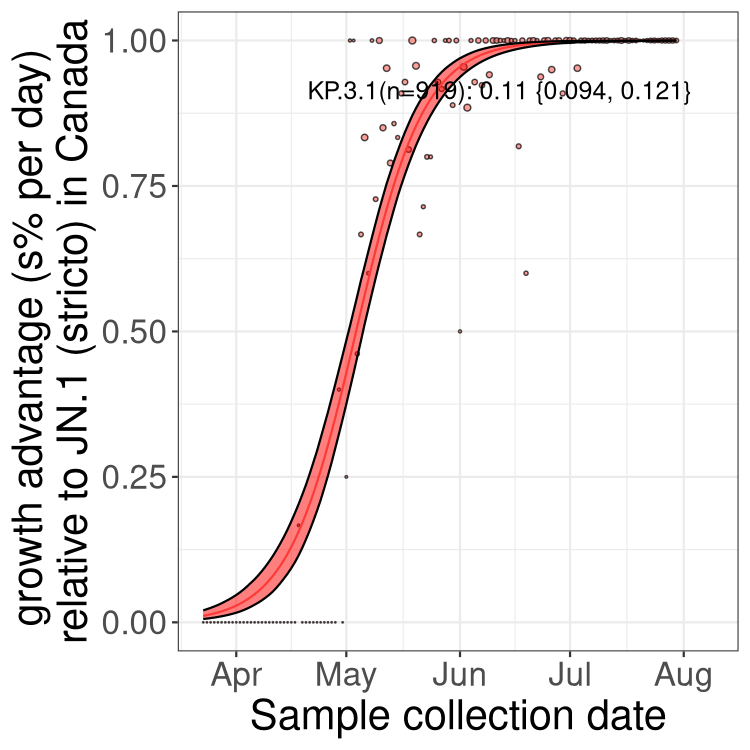 growth advantage (s% per day)
relative to JN.1 (stricto) in Canada
1.00
0.75
0.50
0.25
0.00
KP.3.1(n=919): 0.11 {0.094, 0.121}
Apr May Jun Jul Aug
Sample collection date